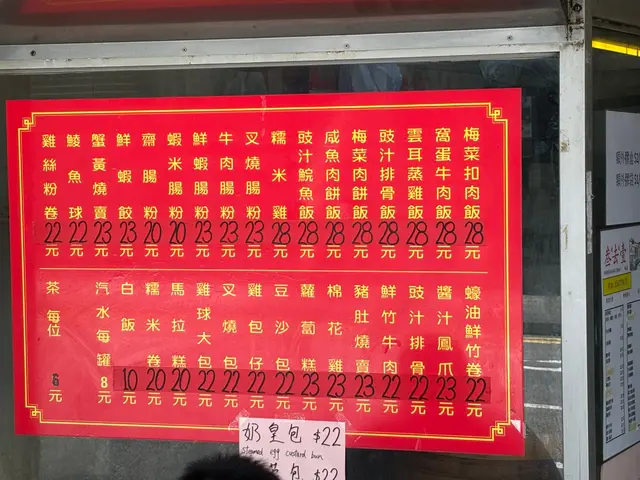 梅菜扣肉飯28元
窩蛋牛肉飯28元
雲耳蒸雞飯28元
豉汁排骨飯28元
梅菜肉餅飯28元
咸魚肉餅飯28元
豉汁鯇魚飯28元
糯米雞28元
叉燒腸粉23元
牛肉腸粉23元
鮮蝦腸粉23元
蝦米腸粉20元
齋腸粉20元
鮮蝦餃23元
蟹黃燒賣23元
鯪魚球22元
雞絲粉卷22元
蠔油鮮竹卷22元
醬汁鳳爪23元
豉汁排骨22元
鮮竹牛肉22元
豬肚燒賣23元
棉花雞23元
蘿蔔糕23元
豆沙包22元
雞包仔22元
叉燒包22元
雞球大包22元
馬拉糕20元
糯米卷20元
白飯10元
汽水每罐8元
茶 每位6元
奶皇包 $22
steamed egg custard bun
包 $22